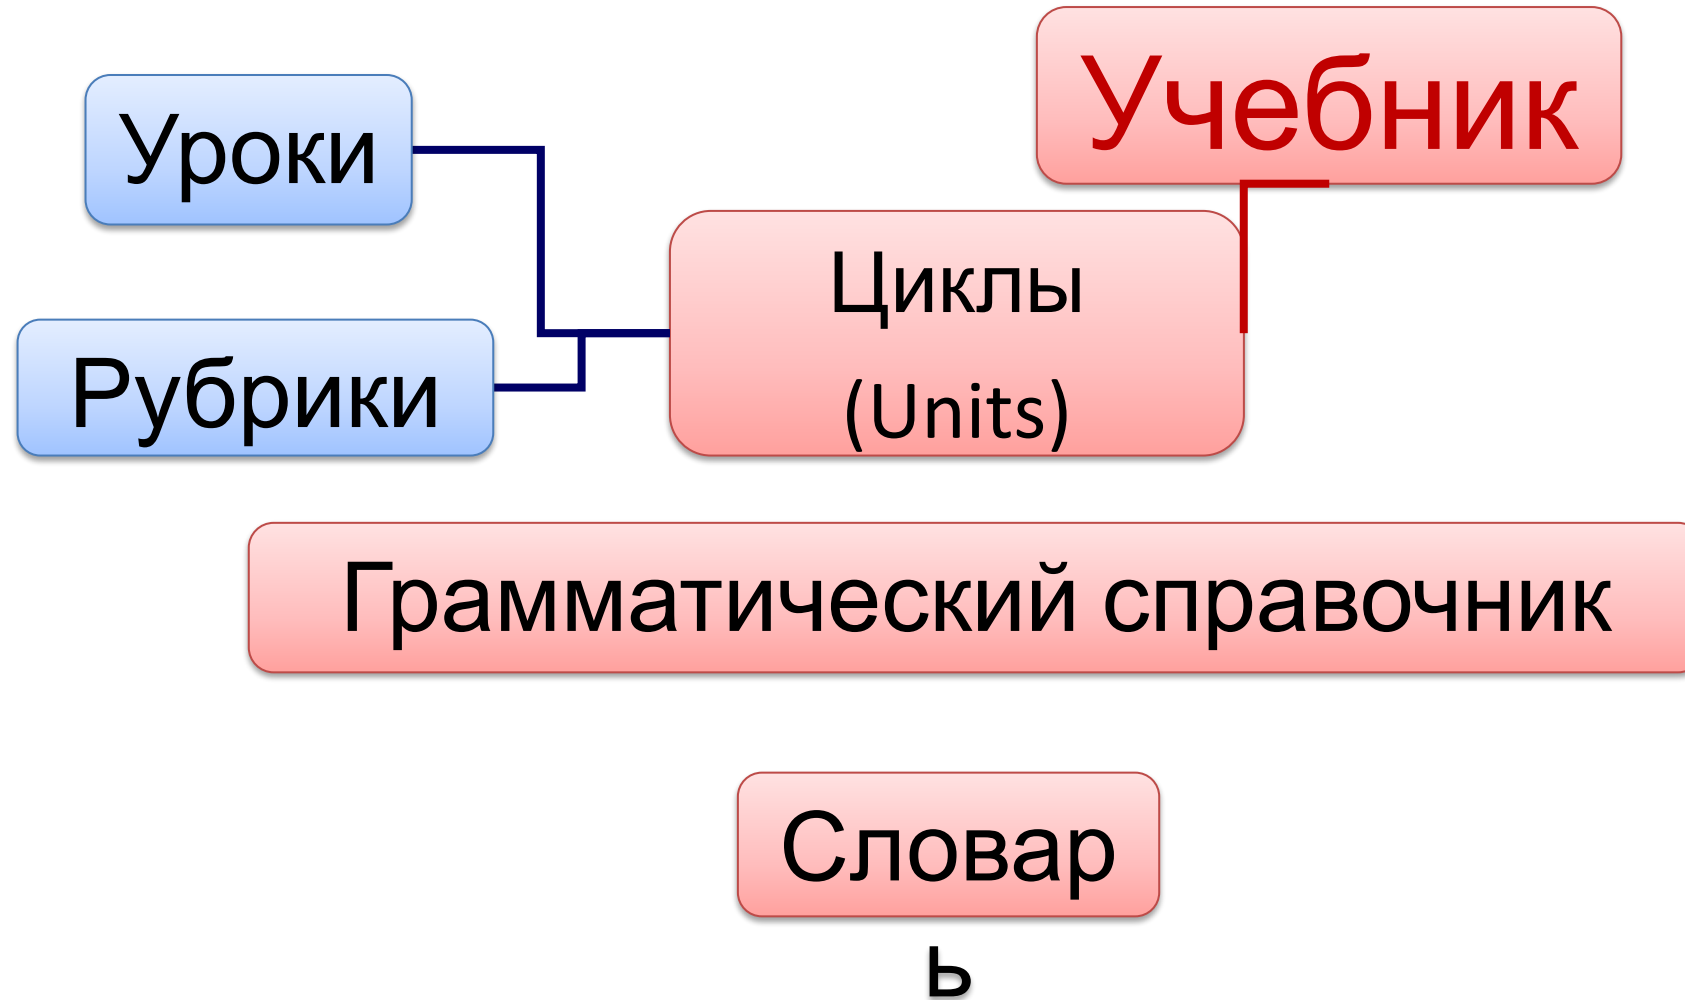 Учебник
Уроки
Циклы
(Units)
Рубрики
Грамматический справочник
Словар
ь